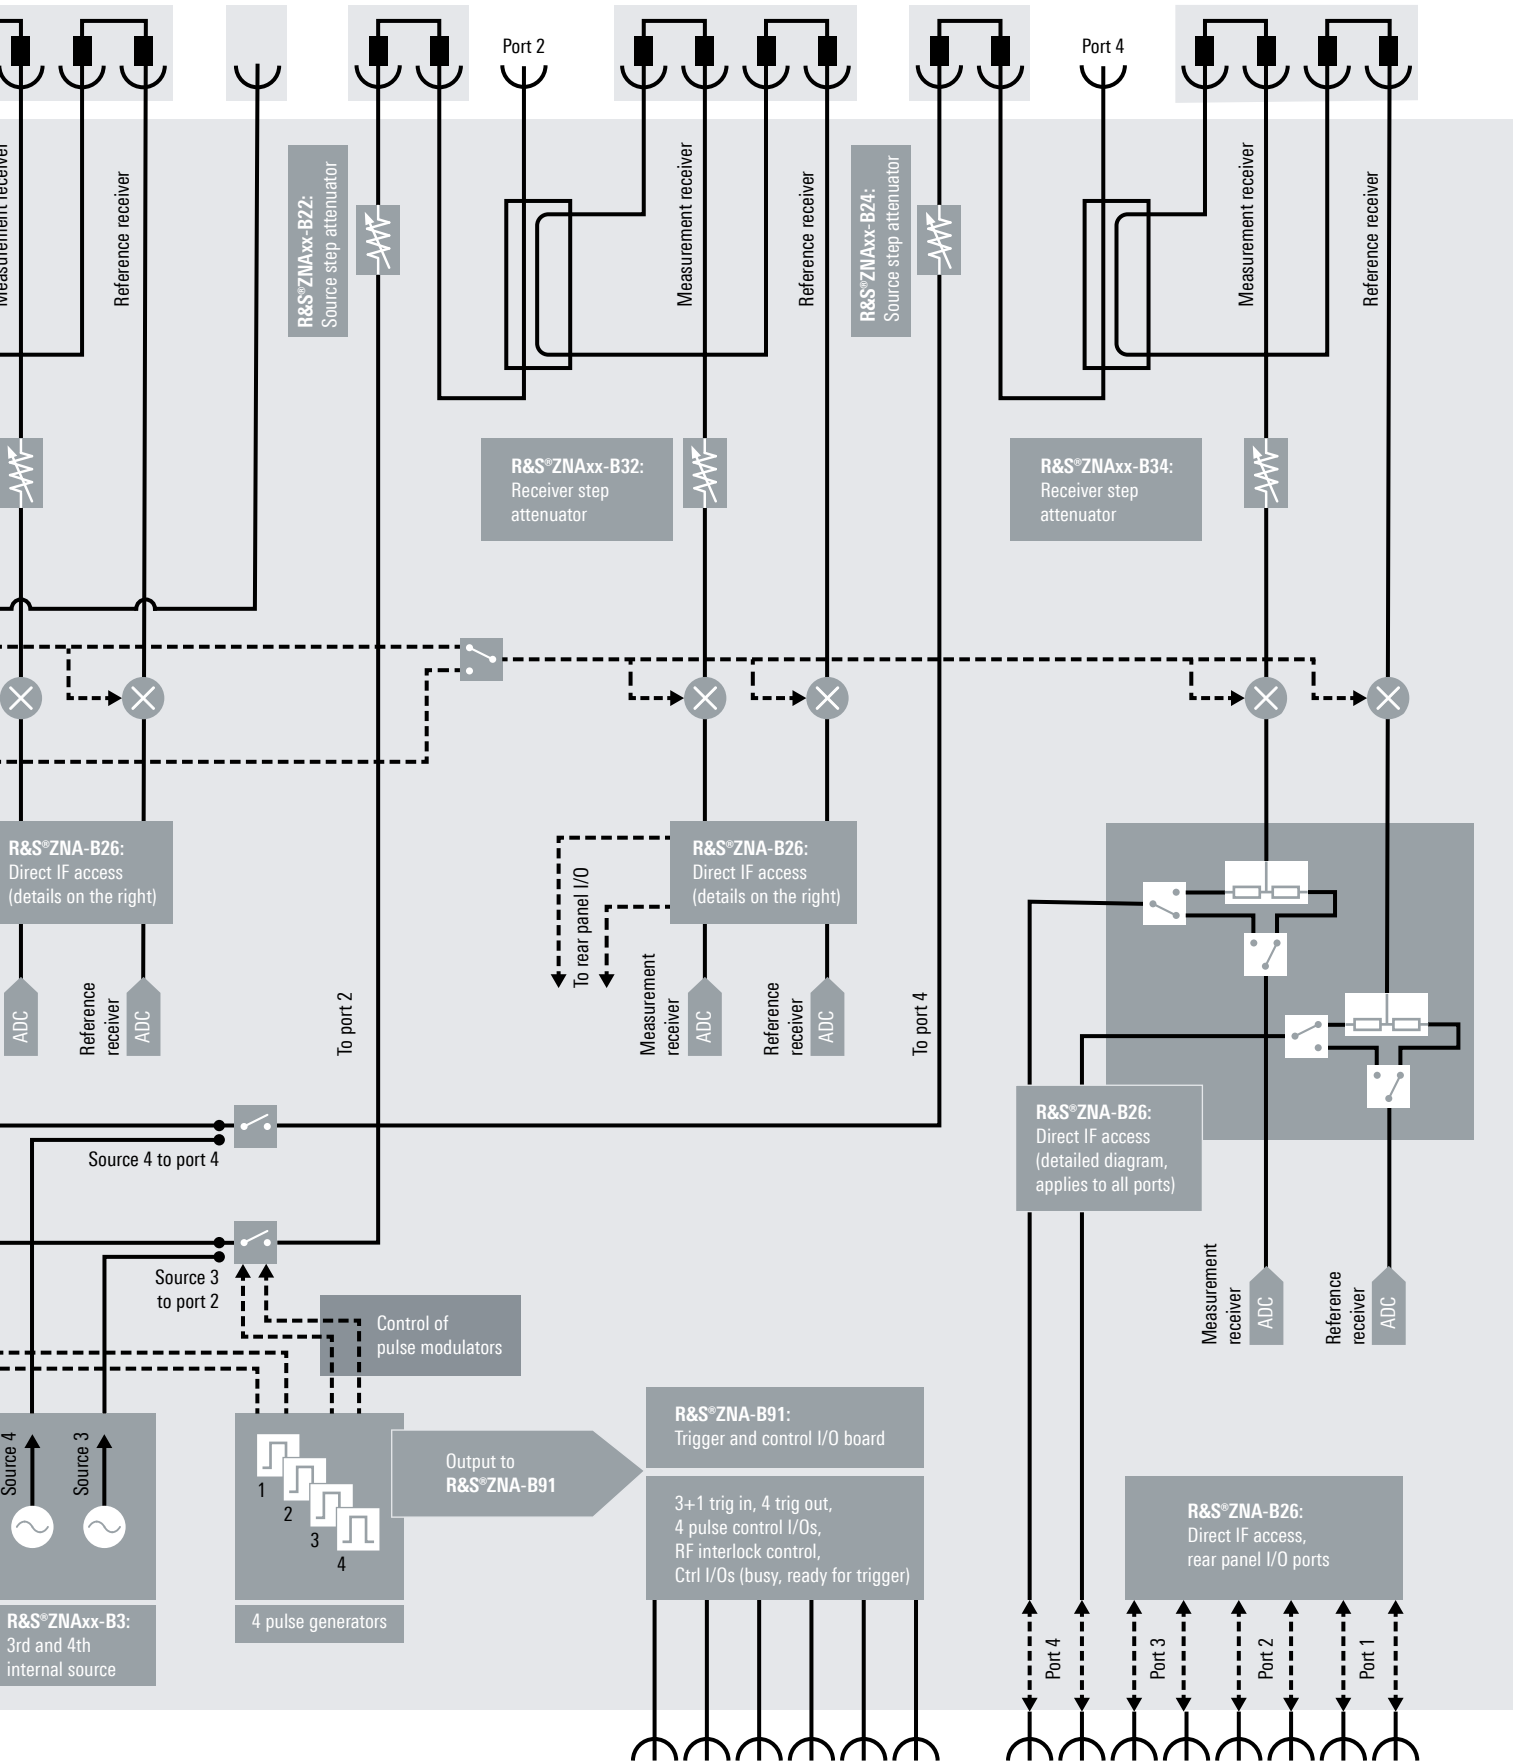 Port 2
Port 4
Measurement receiver
Reference receiver
R&S®ZNAxx-B22:
Source step attenuator
Measurement receiver
Reference receiver
R&S®ZNAxx-B24:
Source step attenuator
Measurement receiver
Reference receiver
R&S®ZNAxx-B32:
Receiver step
attenuator
R&S®ZNAxx-B34:
Receiver step
attenuator
R&S®ZNA-B26:
Direct IF access
(details on the right)
To rear panel I/O
R&S®ZNA-B26:
Direct IF access
(details on the right)
ADC
Reference
receiver
ADC
To port 2
Measurement
receiver
ADC
Reference
receiver
ADC
To port 4
R&S®ZNA-B26:
Direct IF access
(detailed diagram,
applies to all ports)
Source 4 to port 4
Source 3
to port 2
Measurement
receiver
ADC
Reference
receiver
ADC
Control of
pulse modulators
Source 4
Source 3
1
2
3
4
Output to
R&S®ZNA-B91
R&S®ZNA-B91:
Trigger and control I/O board
3+1 trig in, 4 trig out,
4 pulse control I/Os,
RF interlock control,
Ctrl I/Os (busy, ready for trigger)
R&S®ZNA-B26:
Direct IF access,
rear panel I/O ports
R&S®ZNAxx-B3:
3rd and 4th
internal source
4 pulse generators
Port 4
Port 3
Port 2
Port 1